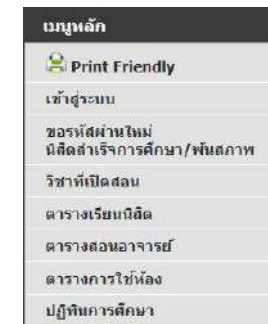 เมนูหลัก
Print Friendly
เข้าสู่ระบบ
ขอรหัสผ่านใหม่
นิสิตสำเร็จการศึกษา/พ้นสภาพ
วิชาที่เปิดสอน
ตารางเรียนนิสิต
ตารางสอนอาจารย์
ตารางการใช้ห้อง
ปฏิทินการศึกษา